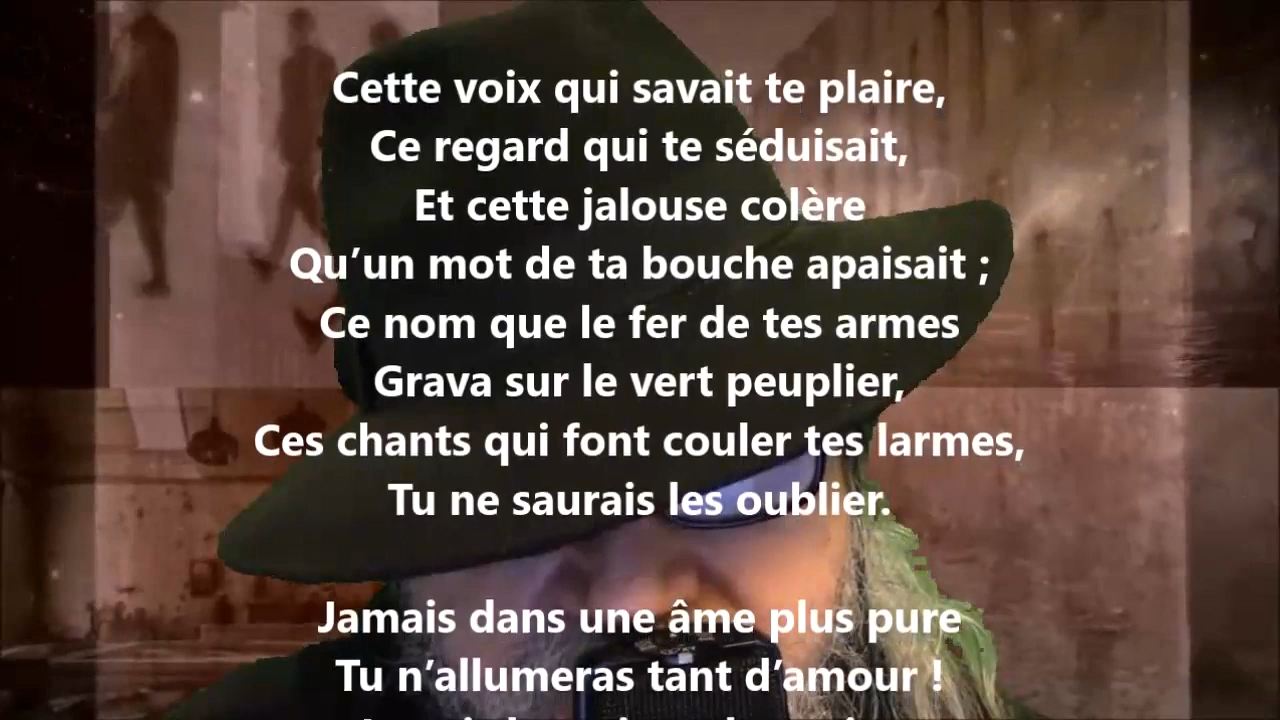 Cette voix qui savait te plaire,
Ce regard qui te séduisait,
Et cette jalouse colère
Qu’un mot de ta bouche apaisait ;
Ce nom que le fer de tes armes
Grava sur le vert peuplier,
Ces chants qui font couler tes larmes,
Tu ne saurais les oublier.
Jamais dans une âme plus pure
Tu n’allumeras tant d’amour !